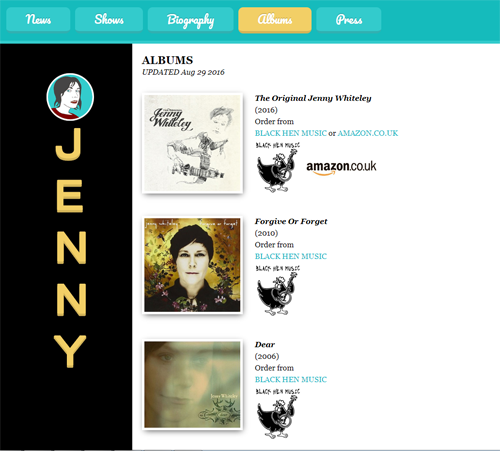 News
Shows
Biography
Albums
Press
JENNY
ALBUMS
UPDATED Aug 29 2016
Jenny
Whiteley
The Original Jenny Whiteley
(2016)
Order from
BLACK HEN MUSIC or AMAZON.CO.UK
BLACK HEN MUSIC
amazon.co.uk
jenny whiteley forgive or forget
Forgive Or Forget
(2010)
Order from
BLACK HEN MUSIC
BLACK HEN MUSIC
Jenny Whiteley
Dear
(2006)
Order from
BLACK HEN MUSIC
BLACK HEN MUSIC